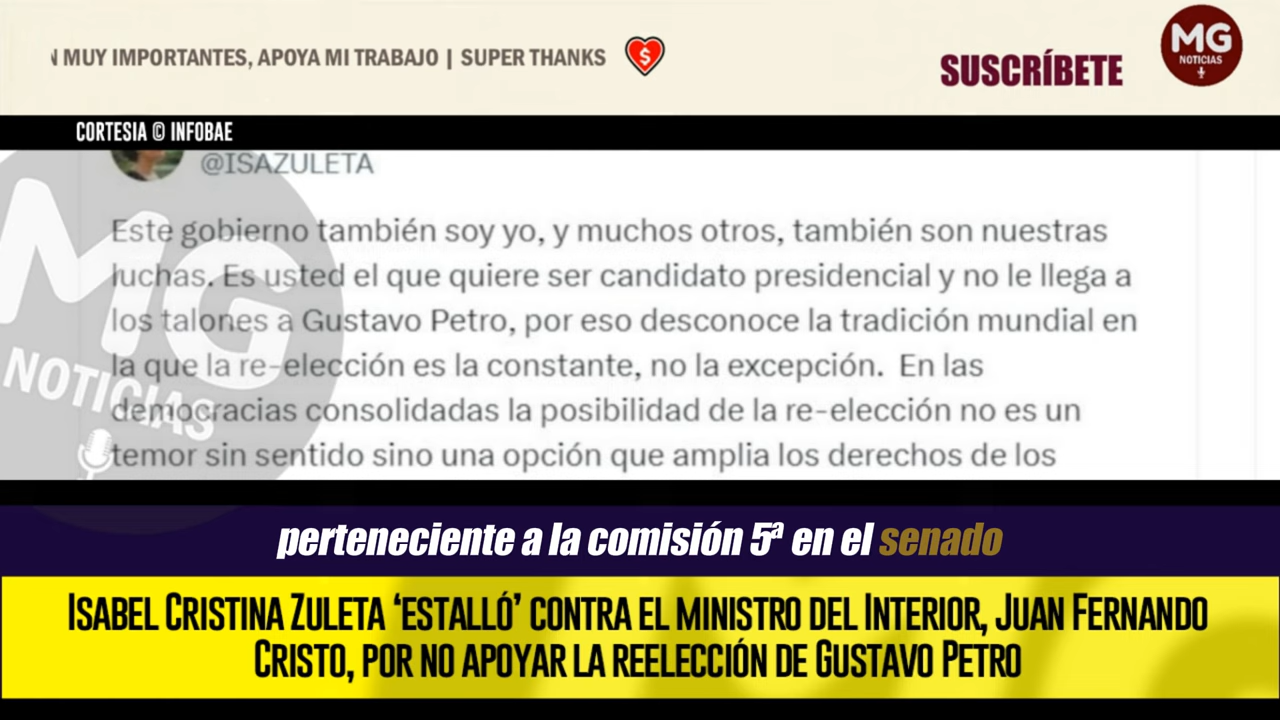 MUY IMPORTANTES, APOYA MI TRABAJO | SUPER THANKS
SUSCRÍBETE
MG
NOTICIAS
CORTESIA © INFOBAE
@ISAZULETA
Este gobierno también soy yo, y muchos otros, también son nuestras
luchas. Es usted el que quiere ser candidato presidencial y no le llega a
los talones a Gustavo Petro, por eso desconoce la tradición mundial en
la que la re-elección es la constante, no la excepción. En las
democracias consolidadas la posibilidad de la re-elección no es un
temor sin sentido sino una opción que amplia los derechos de los
MG
NOTICIAS
perteneciente a la comisión 5ª en el senado
ISABEL CRISTINA ZULETA ‘ESTALLÓ’ CONTRA EL MINISTRO DEL INTERIOR, JUAN FERNANDO
CRISTO, POR NO APOYAR LA REELECCIÓN DE GUSTAVO PETRO